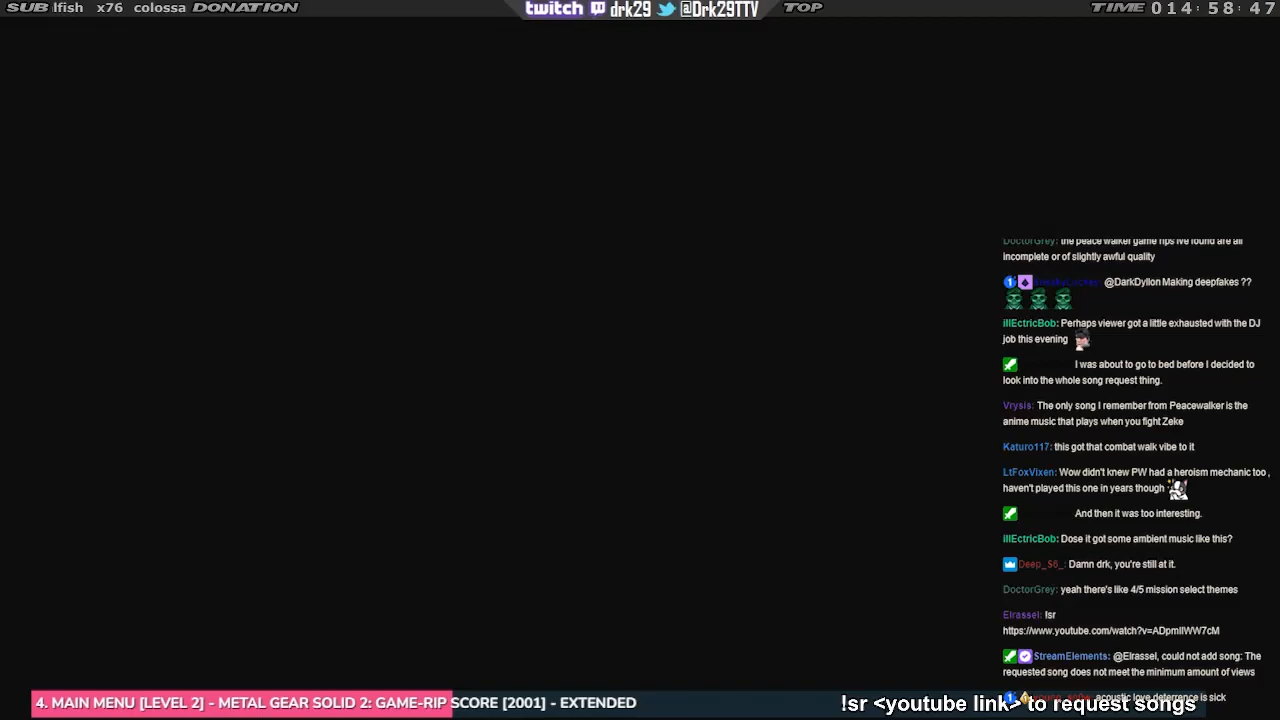 SUB lfish x76 colossa DONATION
twitch drk29 @Drk29TTV
TOP
TIME 014:58:47
DoctorGrey: the peace walker game rips ive found are all
incomplete or of slightly awful quality
@DarkDyllon Making deepfakes ??
illEctricBob: Perhaps viewer got a little exhausted with the DJ
job this evening
I was about to go to bed before I decided to
look into the whole song request thing.
Vrysis: The only song I remember from Peacewalker is the
anime music that plays when you fight Zeke
Katuro117: this got that combat walk vibe to it
LtFoxVixen: Wow didn't knew PW had a heroism mechanic too ,
haven't played this one in years though
And then it was too interesting.
illEctricBob: Dose it got some ambient music like this?
Deep_S6_: Damn drk, you're still at it.
DoctorGrey: yeah there's like 4/5 mission select themes
Elrassel: !sr
https://www.youtube.com/watch?v=ADpmIlWW7cM
StreamElements: @Elrassel, could not add song: The
requested song does not meet the minimum amount of views
acoustic love deterrence is sick
4. MAIN MENU [LEVEL 2] - METAL GEAR SOLID 2: GAME-RIP SCORE [2001] - EXTENDED
!sr <youtube link> to request songs